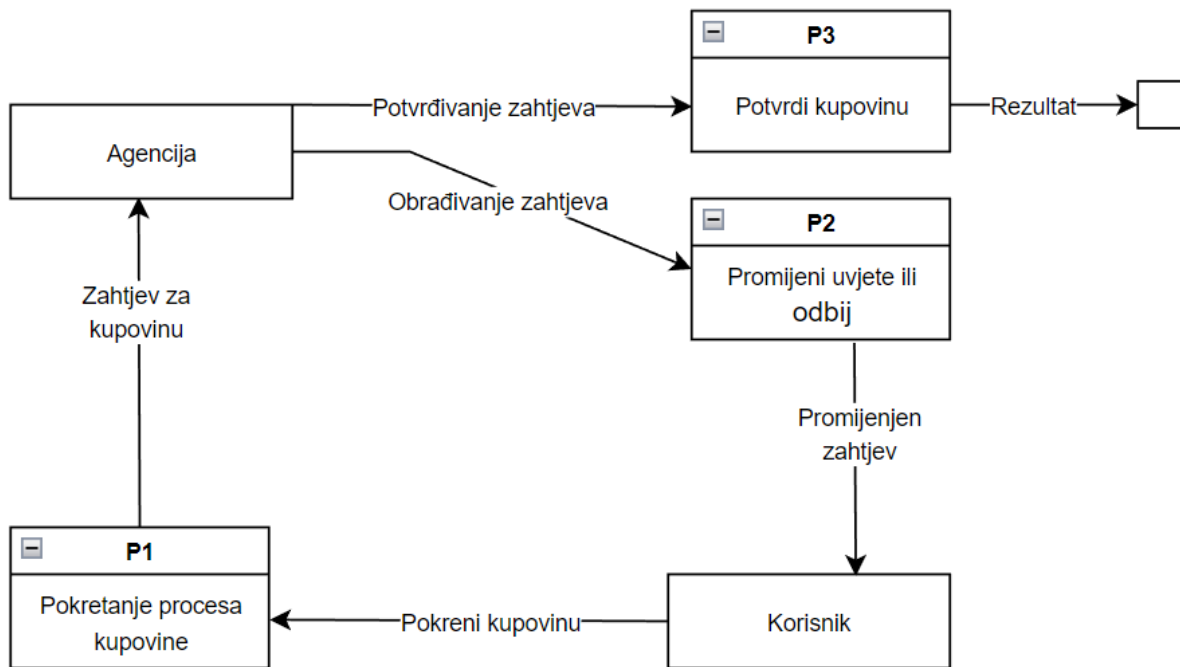 P3
Potvrđivanje zahtjeva
Potvrdi kupovinu
Rezultat
Agencija
Obrađivanje zahtjeva
P2
Promijeni uvjete ili
odbij
Zahtjev za
kupovinu
Promijenjen
zahtjev
P1
Pokretanje procesa
kupovine
Pokreni kupovinu
Korisnik